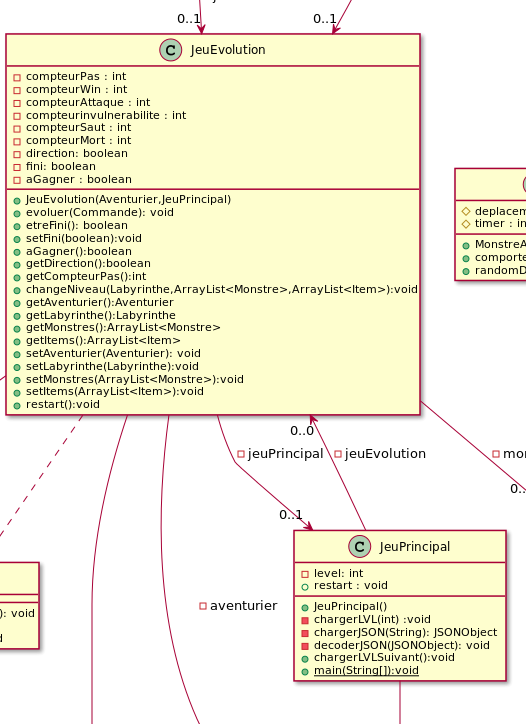 0..1
0..1
C JeuEvolution
compteurPas : int
compteurWin : int
compteurAttaque : int
compteurinvulnerabilite : int
compteurSaut : int
compteurMort : int
direction: boolean
fini: boolean
aGagner : boolean
JeuEvolution(Aventurier,JeuPrincipal)
evoluer(Commande): void
etreFini(): boolean
setFini(boolean):void
aGagner():boolean
getDirection():boolean
getCompteurPas():int
changeNiveau(Labyrinthe,ArrayList<Monstre>,ArrayList<Item>):void
getAventurier():Aventurier
getLabyrinthe():Labyrinthe
getMonstres():ArrayList<Monstre>
getItems():ArrayList<Item>
setAventurier(Aventurier): void
setLabyrinthe(Labyrinthe):void
setMonstres(ArrayList<Monstre>):void
setItems(ArrayList<Item>):void
restart():void
deplacem
timer : in
MonstreA
comporte
randomD
0..0
jeuPrincipal
jeuEvolution
mo
0..
0..1
C JeuPrincipal
level: int
restart : void
JeuPrincipal()
chargerLVL(int) :void
chargerJSON(String): JSONObject
decoderJSON(JSONObject): void
chargerLVLSuivant():void
main(String[]):void
): void
d
aventurier